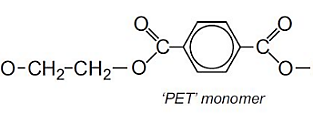 O O
C C
O–CH₂–CH₂–O O–
'PET' monomer